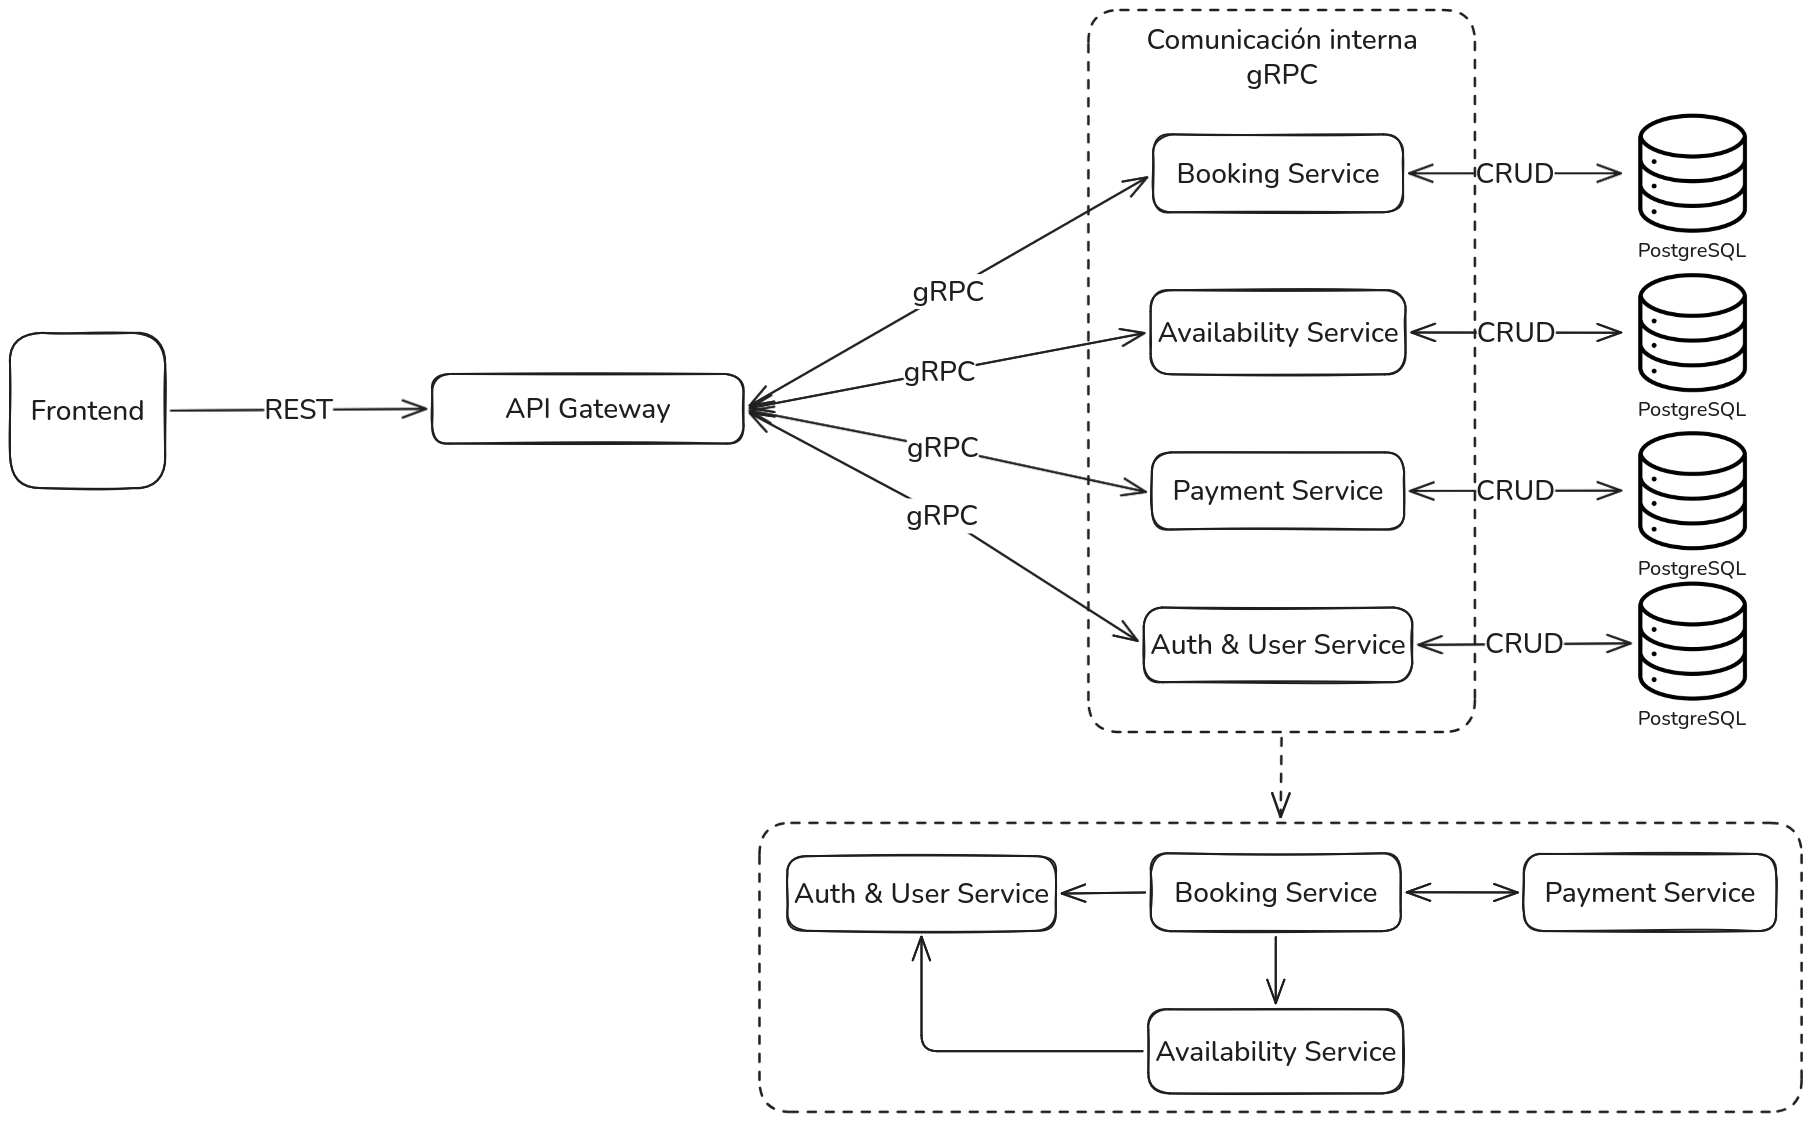 Comunicación interna
gRPC
Booking Service
CRUD
PostgreSQL
gRPC
Availability Service
CRUD
PostgreSQL
gRPC
Frontend
REST
API Gateway
gRPC
Payment Service
CRUD
PostgreSQL
gRPC
Auth & User Service
CRUD
PostgreSQL
Auth & User Service
Booking Service
Payment Service
Availability Service